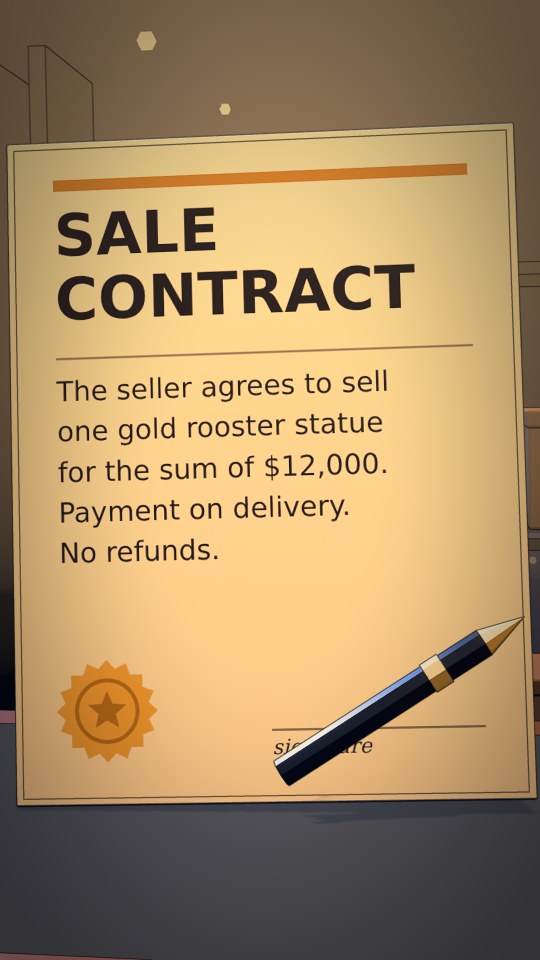 SALE
CONTRACT
The seller agrees to sell
one gold rooster statue
for the sum of $12,000.
Payment on delivery.
No refunds.